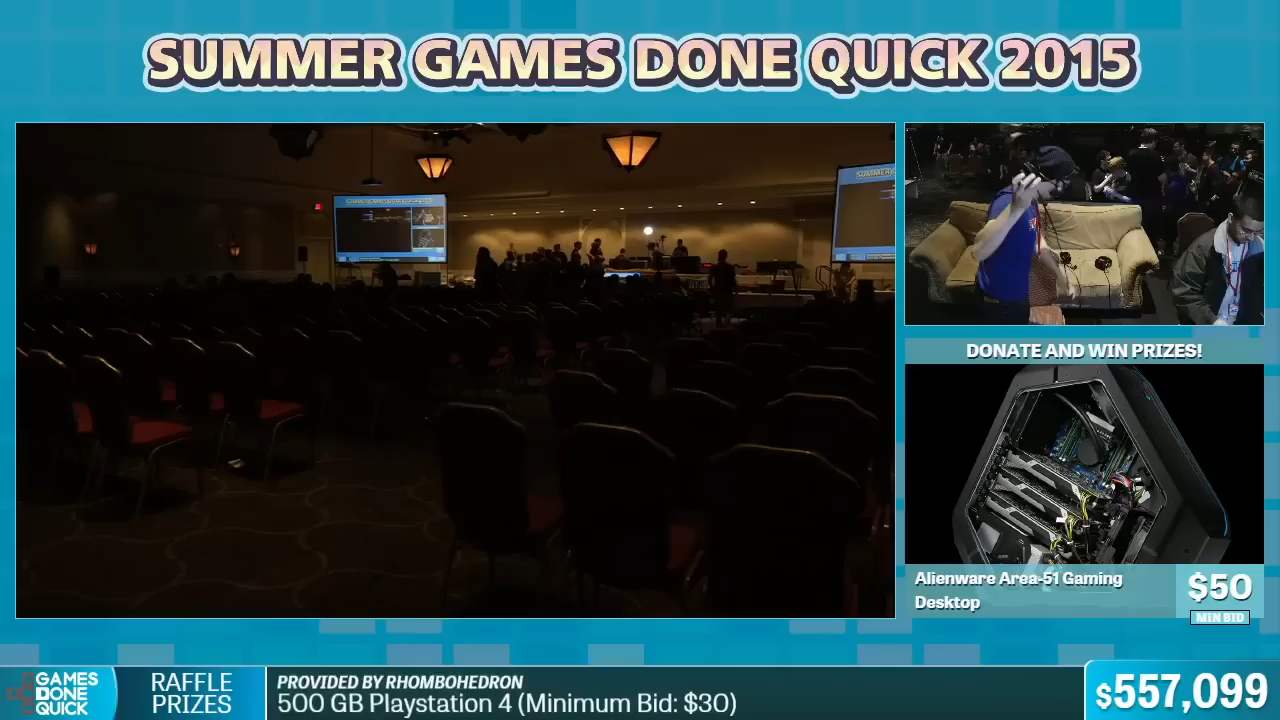 SUMMER GAMES DONE QUICK 2015
DONATE AND WIN PRIZES!
Alienware Area-51 Gaming
Desktop
$50
MIN BID
GAMES
DONE
QUICK
RAFFLE
PRIZES
PROVIDED BY RHOMBOHEDRON
500 GB Playstation 4 (Minimum Bid: $30)
$557,099